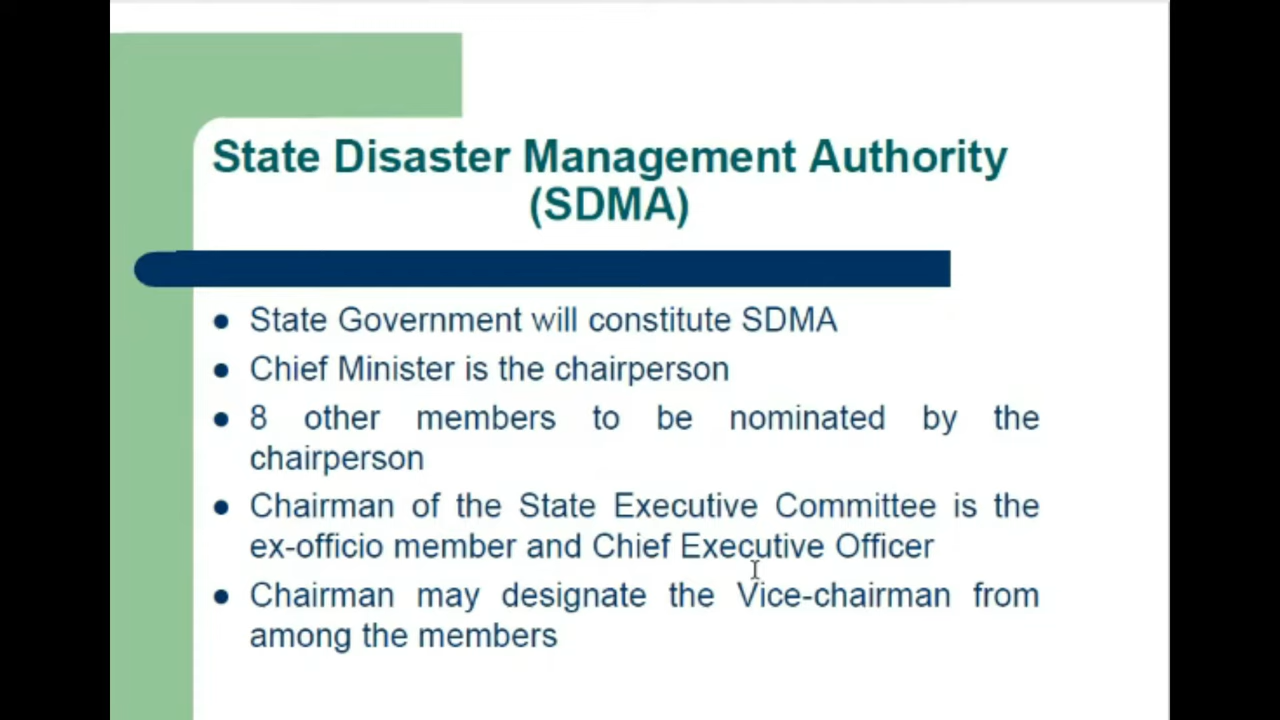 State Disaster Management Authority
(SDMA)
● State Government will constitute SDMA
● Chief Minister is the chairperson
● 8 other members to be nominated by the
chairperson
● Chairman of the State Executive Committee is the
ex-officio member and Chief Executive Officer
● Chairman may designate the Vice-chairman from
among the members